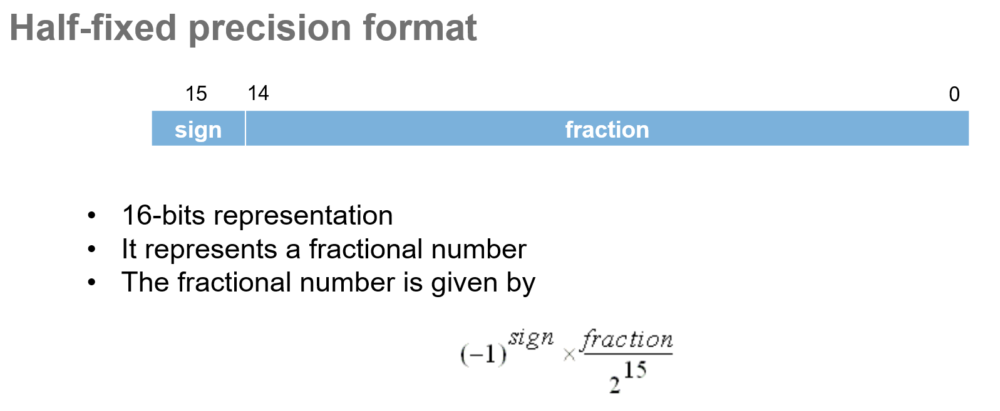 Half-fixed precision format
15 14 0
sign fraction
• 16-bits representation
• It represents a fractional number
• The fractional number is given by
(−1)^sign × fraction / 2^15